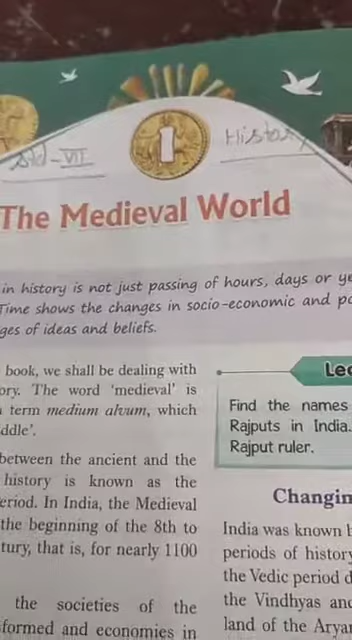 Std-VII
1
History
The Medieval World
in history is not just passing of hours, days or ye
Time shows the changes in socio-economic and po
ges of ideas and beliefs.
book, we shall be dealing with
ory. The word 'medieval' is
term medium alvum, which
ddle'.
between the ancient and the
history is known as the
eriod. In India, the Medieval
the beginning of the 8th to
tury, that is, for nearly 1100
the societies of the
formed and economies in
Lea
Find the names
Rajputs in India.
Rajput ruler.
Changin
India was known b
periods of history
the Vedic period d
the Vindhyas and
land of the Aryan